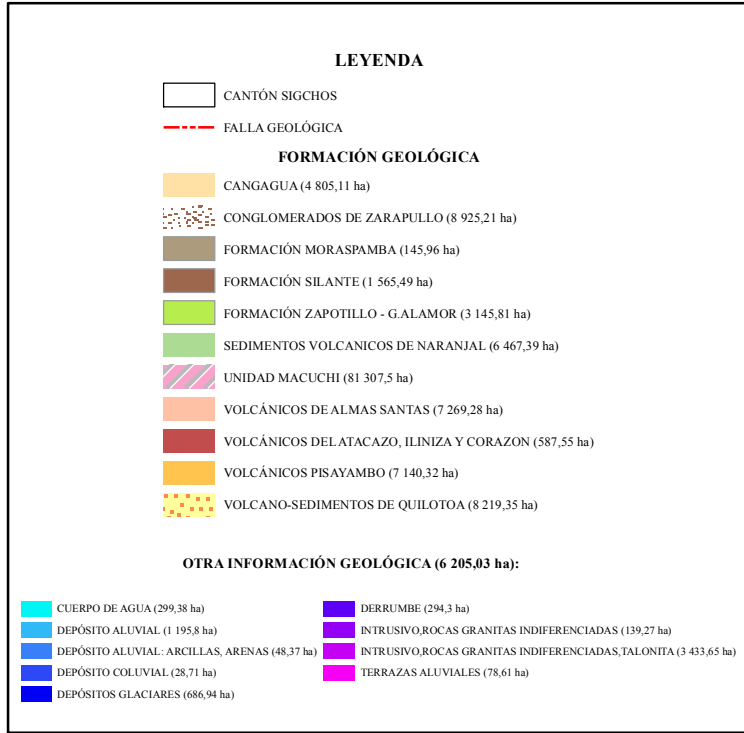 LEYENDA
CANTÓN SIGCHOS
FALLA GEOLÓGICA
FORMACIÓN GEOLÓGICA
CANGAGUA (4 805,11 ha)
CONGLOMERADOS DE ZARAPULLO (8 925,21 ha)
FORMACIÓN MORASPAMBA (145,96 ha)
FORMACIÓN SILANTE (1 565,49 ha)
FORMACIÓN ZAPOTILLO - G.ALAMOR (3 145,81 ha)
SEDIMENTOS VOLCANICOS DE NARANJAL (6 467,39 ha)
UNIDAD MACUCHI (81 307,5 ha)
VOLCÁNICOS DE ALMAS SANTAS (7 269,28 ha)
VOLCÁNICOS DEL ATACAZO, ILINIZA Y CORAZON (587,55 ha)
VOLCÁNICOS PISAYAMBO (7 140,32 ha)
VOLCANO-SEDIMENTOS DE QUILOTOA (8 219,35 ha)
OTRA INFORMACIÓN GEOLÓGICA (6 205,03 ha):
CUERPO DE AGUA (299,38 ha)
DEPÓSITO ALUVIAL (1 195,8 ha)
DEPÓSITO ALUVIAL: ARCILLAS, ARENAS (48,37 ha)
DEPÓSITO COLUVIAL (28,71 ha)
DEPÓSITOS GLACIARES (686,94 ha)
DERRUMBE (294,3 ha)
INTRUSIVO,ROCAS GRANITAS INDIFERENCIADAS (139,27 ha)
INTRUSIVO,ROCAS GRANITAS INDIFERENCIADAS,TALONITA (3 433,65 ha)
TERRAZAS ALUVIALES (78,61 ha)